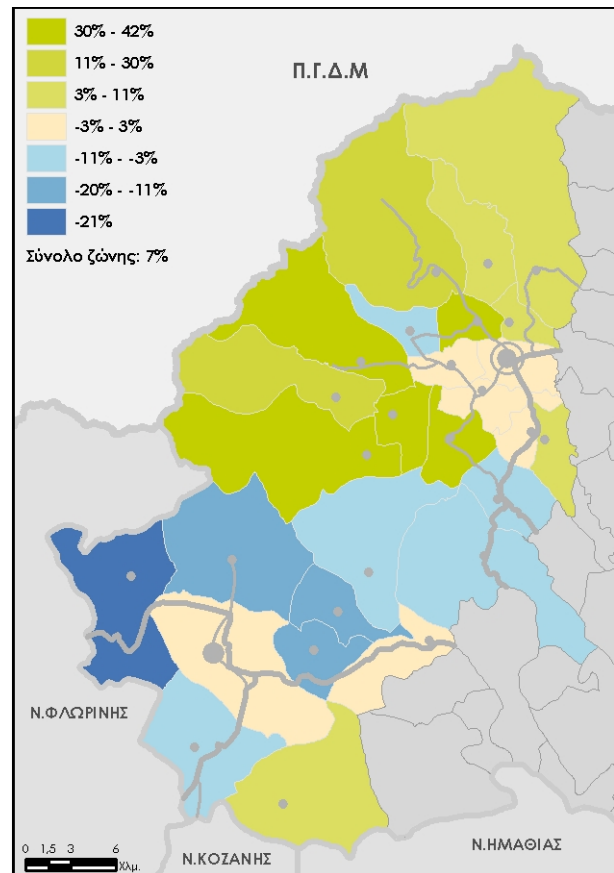 30% - 42%
11% - 30%
3% - 11%
-3% - 3%
-11% - -3%
-20% - -11%
-21%
Σύνολο ζώνης: 7%
Π.Γ.Δ.Μ
Ν.ΦΛΩΡΙΝΗΣ
Ν.ΚΟΖΑΝΗΣ
Ν.ΗΜΑΘΙΑΣ
0 1,5 3 6
Χλμ.